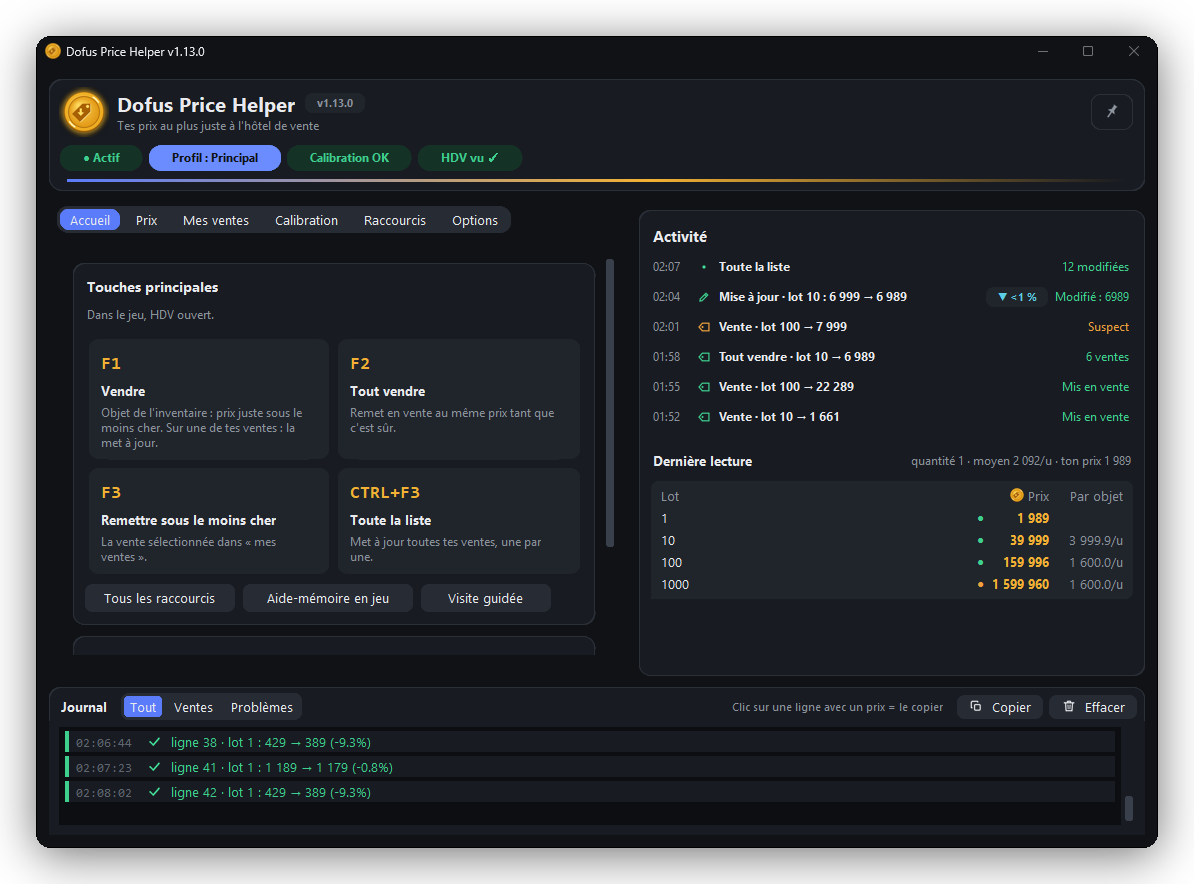 Dofus Price Helper v1.13.0
Dofus Price Helper v1.13.0
Tes prix au plus juste à l'hôtel de vente
• Actif Profil : Principal Calibration OK HDV vu ✓
Accueil Prix Mes ventes Calibration Raccourcis Options
Touches principales
Dans le jeu, HDV ouvert.
F1
Vendre
Objet de l'inventaire : prix juste sous le
moins cher. Sur une de tes ventes : la
met à jour.
F2
Tout vendre
Remet en vente au même prix tant que
c'est sûr.
F3
Remettre sous le moins cher
La vente sélectionnée dans « mes
ventes ».
CTRL+F3
Toute la liste
Met à jour toutes tes ventes, une par
une.
Tous les raccourcis Aide-mémoire en jeu Visite guidée
Activité
02:07 • Toute la liste 12 modifiées
02:04 Mise à jour · lot 10 : 6 999 → 6 989 ▼ <1 % Modifié : 6989
02:01 Vente · lot 100 → 7 999 Suspect
01:58 Tout vendre · lot 10 → 6 989 6 ventes
01:55 Vente · lot 100 → 22 289 Mis en vente
01:52 Vente · lot 10 → 1 661 Mis en vente
Dernière lecture quantité 1 · moyen 2 092/u · ton prix 1 989
Lot Prix Par objet
1 • 1 989
10 • 39 999 3 999.9/u
100 • 159 996 1 600.0/u
1000 • 1 599 960 1 600.0/u
Journal Tout Ventes Problèmes Clic sur une ligne avec un prix = le copier Copier Effacer
02:06:44 ✓ ligne 38 · lot 1 : 429 → 389 (-9.3%)
02:07:23 ✓ ligne 41 · lot 1 : 1 189 → 1 179 (-0.8%)
02:08:02 ✓ ligne 42 · lot 1 : 429 → 389 (-9.3%)